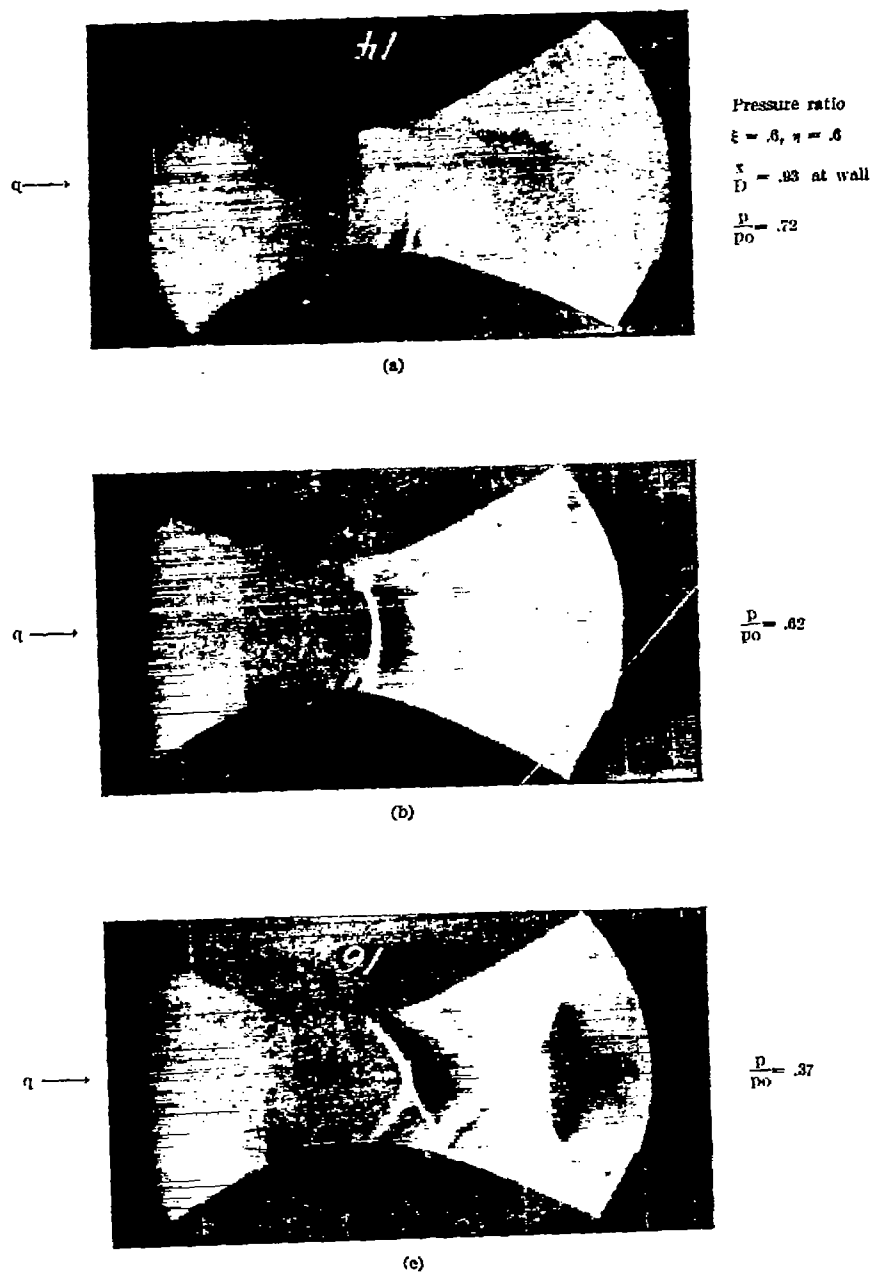 14
Pressure ratio
ξ = .6, η = .6
x/D = .93 at wall
q→
p/po = .72
(a)
q→
p/po = .62
(b)
16
q→
p/po = .37
(c)